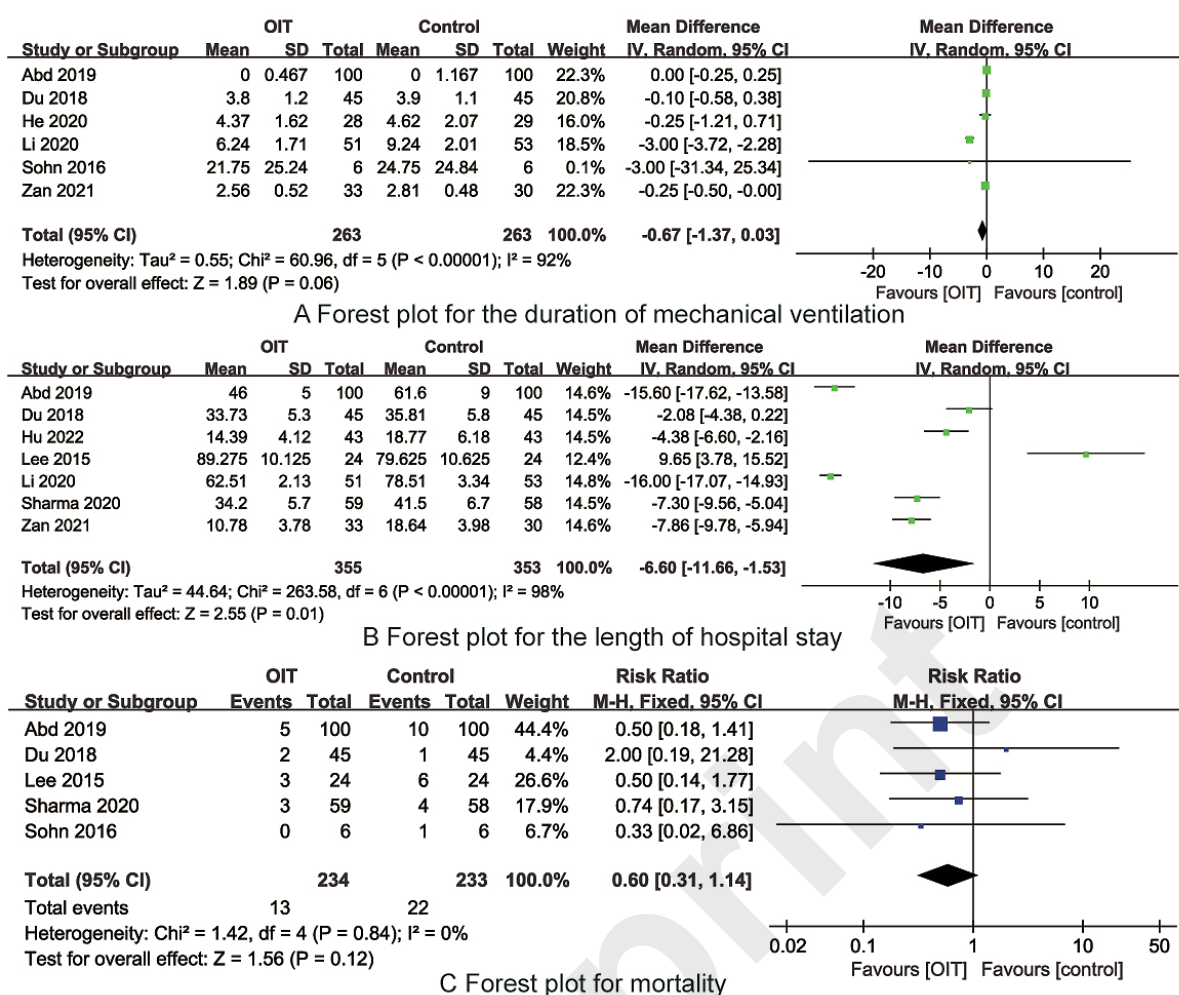 OIT Control Mean Difference Mean Difference
Study or Subgroup Mean SD Total Mean SD Total Weight IV, Random, 95% CI IV, Random, 95% CI
Abd 2019 0 0.467 100 0 1.167 100 22.3% 0.00 [-0.25, 0.25]
Du 2018 3.8 1.2 45 3.9 1.1 45 20.8% -0.10 [-0.58, 0.38]
He 2020 4.37 1.62 28 4.62 2.07 29 16.0% -0.25 [-1.21, 0.71]
Li 2020 6.24 1.71 51 9.24 2.01 53 18.5% -3.00 [-3.72, -2.28]
Sohn 2016 21.75 25.24 6 24.75 24.84 6 0.1% -3.00 [-31.34, 25.34]
Zan 2021 2.56 0.52 33 2.81 0.48 30 22.3% -0.25 [-0.50, -0.00]
Total (95% CI) 263 263 100.0% -0.67 [-1.37, 0.03]
Heterogeneity: Tau² = 0.55; Chi² = 60.96, df = 5 (P < 0.00001); I² = 92%
Test for overall effect: Z = 1.89 (P = 0.06)
-20 -10 0 10 20
Favours [OIT] Favours [control]
A Forest plot for the duration of mechanical ventilation
OIT Control Mean Difference Mean Difference
Study or Subgroup Mean SD Total Mean SD Total Weight IV, Random, 95% CI IV, Random, 95% CI
Abd 2019 46 5 100 61.6 9 100 14.6% -15.60 [-17.62, -13.58]
Du 2018 33.73 5.3 45 35.81 5.8 45 14.5% -2.08 [-4.38, 0.22]
Hu 2022 14.39 4.12 43 18.77 6.18 43 14.5% -4.38 [-6.60, -2.16]
Lee 2015 89.275 10.125 24 79.625 10.625 24 12.4% 9.65 [3.78, 15.52]
Li 2020 62.51 2.13 51 78.51 3.34 53 14.8% -16.00 [-17.07, -14.93]
Sharma 2020 34.2 5.7 59 41.5 6.7 58 14.5% -7.30 [-9.56, -5.04]
Zan 2021 10.78 3.78 33 18.64 3.98 30 14.6% -7.86 [-9.78, -5.94]
Total (95% CI) 355 353 100.0% -6.60 [-11.66, -1.53]
Heterogeneity: Tau² = 44.64; Chi² = 263.58, df = 6 (P < 0.00001); I² = 98%
Test for overall effect: Z = 2.55 (P = 0.01)
-10 -5 0 5 10
Favours [OIT] Favours [control]
B Forest plot for the length of hospital stay
OIT Control Risk Ratio Risk Ratio
Study or Subgroup Events Total Events Total Weight M-H, Fixed, 95% CI M-H, Fixed, 95% CI
Abd 2019 5 100 10 100 44.4% 0.50 [0.18, 1.41]
Du 2018 2 45 1 45 4.4% 2.00 [0.19, 21.28]
Lee 2015 3 24 6 24 26.6% 0.50 [0.14, 1.77]
Sharma 2020 3 59 4 58 17.9% 0.74 [0.17, 3.15]
Sohn 2016 0 6 1 6 6.7% 0.33 [0.02, 6.86]
Total (95% CI) 234 233 100.0% 0.60 [0.31, 1.14]
Total events 13 22
Heterogeneity: Chi² = 1.42, df = 4 (P = 0.84); I² = 0%
Test for overall effect: Z = 1.56 (P = 0.12)
0.02 0.1 1 10 50
Favours [OIT] Favours [control]
C Forest plot for mortality
print